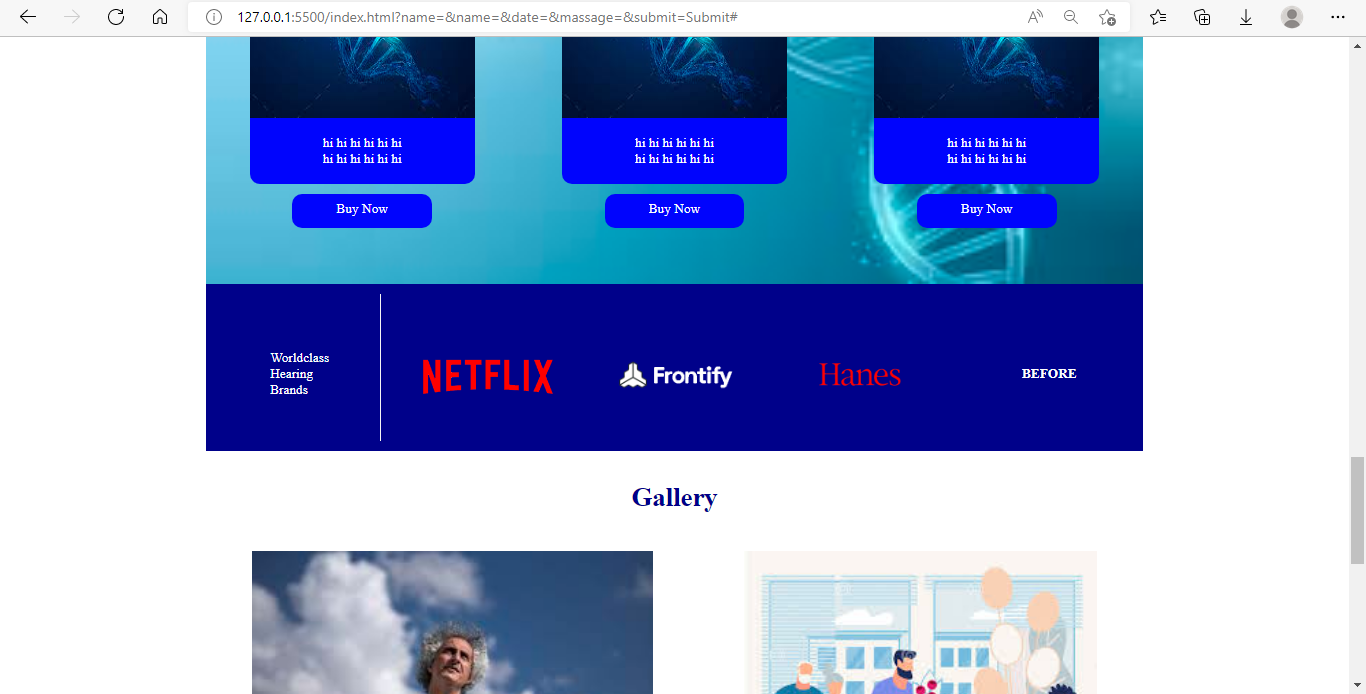 127.0.0.1:5500/index.html?name=&name=&date=&massage=&submit=Submit#
hi hi hi hi hi hi
hi hi hi hi hi hi
hi hi hi hi hi hi
hi hi hi hi hi hi
hi hi hi hi hi hi
hi hi hi hi hi hi
Buy Now
Buy Now
Buy Now
Worldclass
Hearing
Brands
NETFLIX
Frontify
Hanes
BEFORE
Gallery